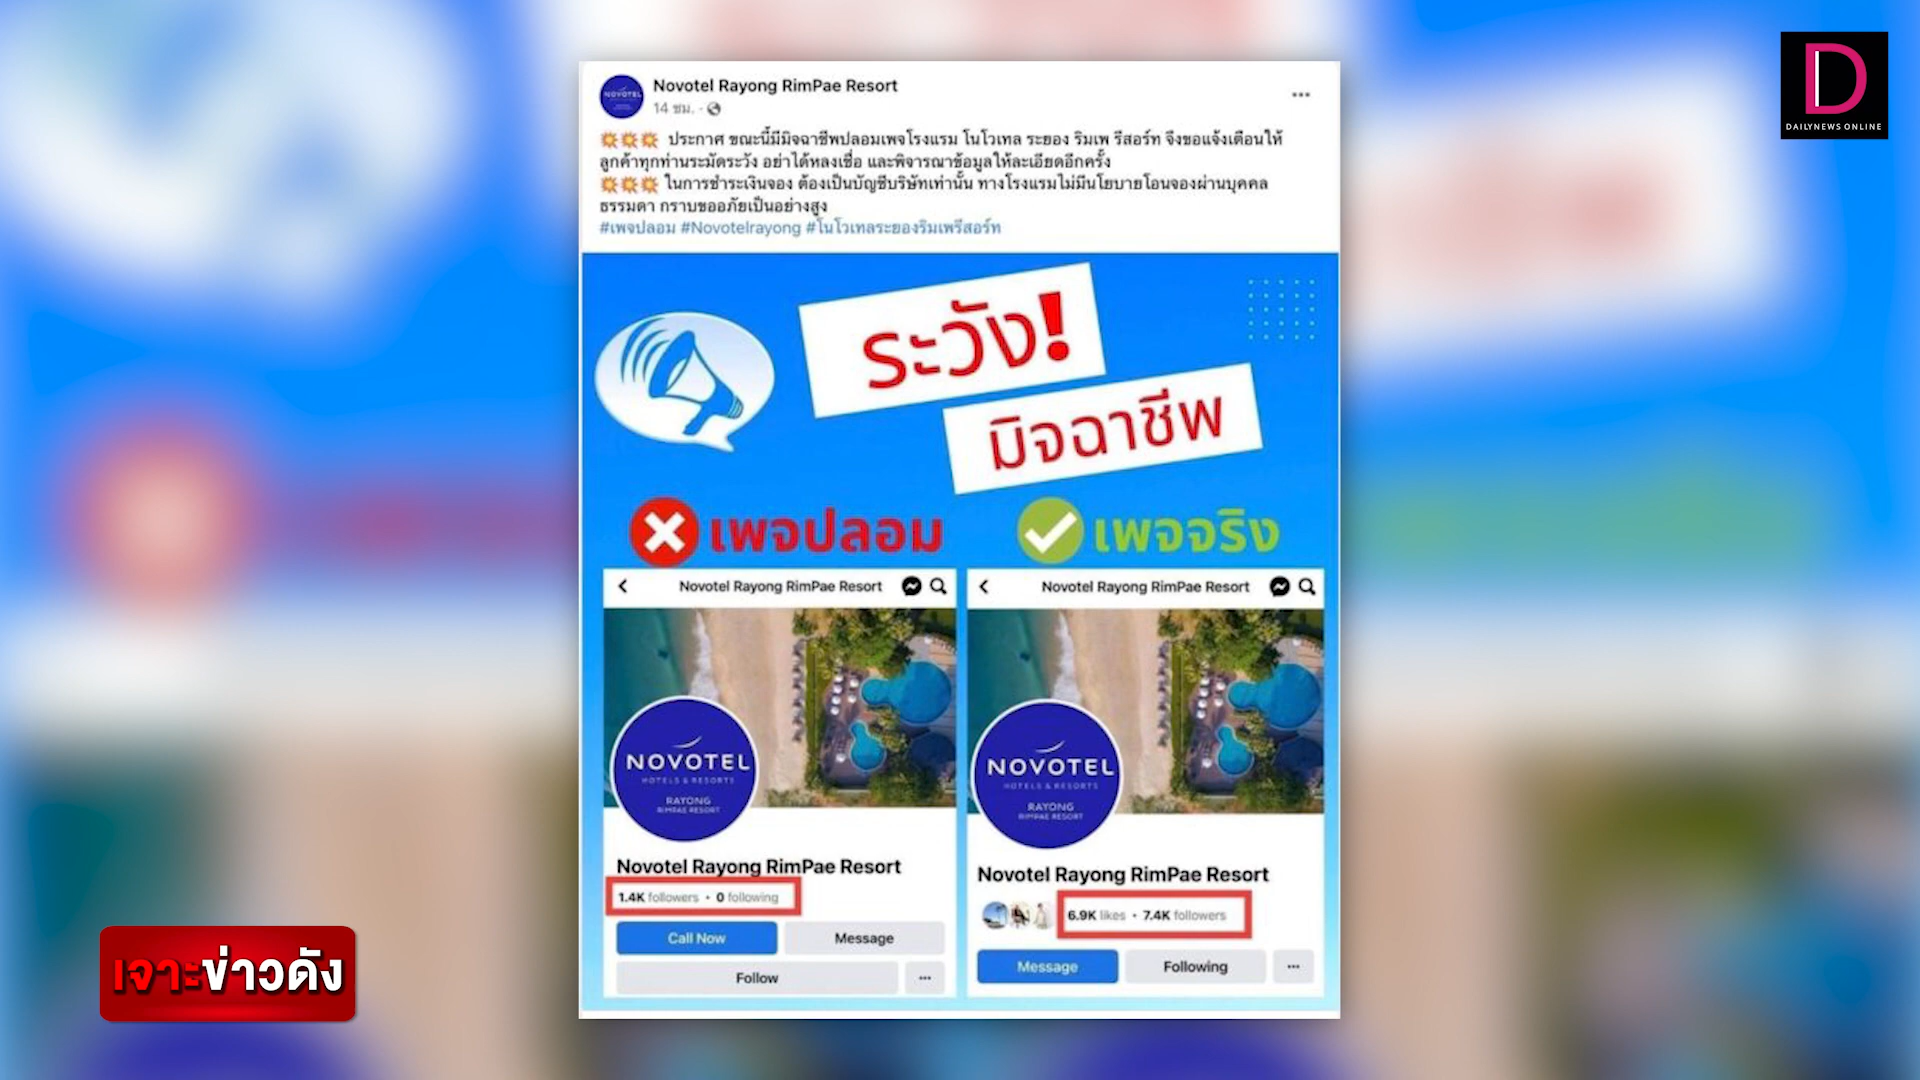 Novotel Rayong RimPae Resort
14 ชม. ·
ประกาศ ขณะนี้มีมิจฉาชีพปลอมเพจโรงแรม โนโวเทล ระยอง ริมเพ รีสอร์ท จึงขอแจ้งเตือนให้
ลูกค้าทุกท่านระมัดระวัง อย่าได้หลงเชื่อ และพิจารณาข้อมูลให้ละเอียดอีกครั้ง
ในการชำระเงินจอง ต้องเป็นบัญชีบริษัทเท่านั้น ทางโรงแรมไม่มีนโยบายโอนจองผ่านบุคคล
ธรรมดา กราบขออภัยเป็นอย่างสูง
#เพจปลอม #Novotelrayong #โนโวเทลระยองริมเพรีสอร์ท
D
DAILYNEWS ONLINE
ระวัง!
มิจฉาชีพ
เพจปลอม
เพจจริง
Novotel Rayong RimPae Resort
NOVOTEL
HOTELS & RESORTS
RAYONG
RIMPAE RESORT
Novotel Rayong RimPae Resort
1.4K followers • 0 following
Call Now
Message
Follow
Novotel Rayong RimPae Resort
NOVOTEL
HOTELS & RESORTS
RAYONG
RIMPAE RESORT
Novotel Rayong RimPae Resort
6.9K likes • 7.4K followers
Message
Following
เจาะข่าวดัง
NOVOTEL